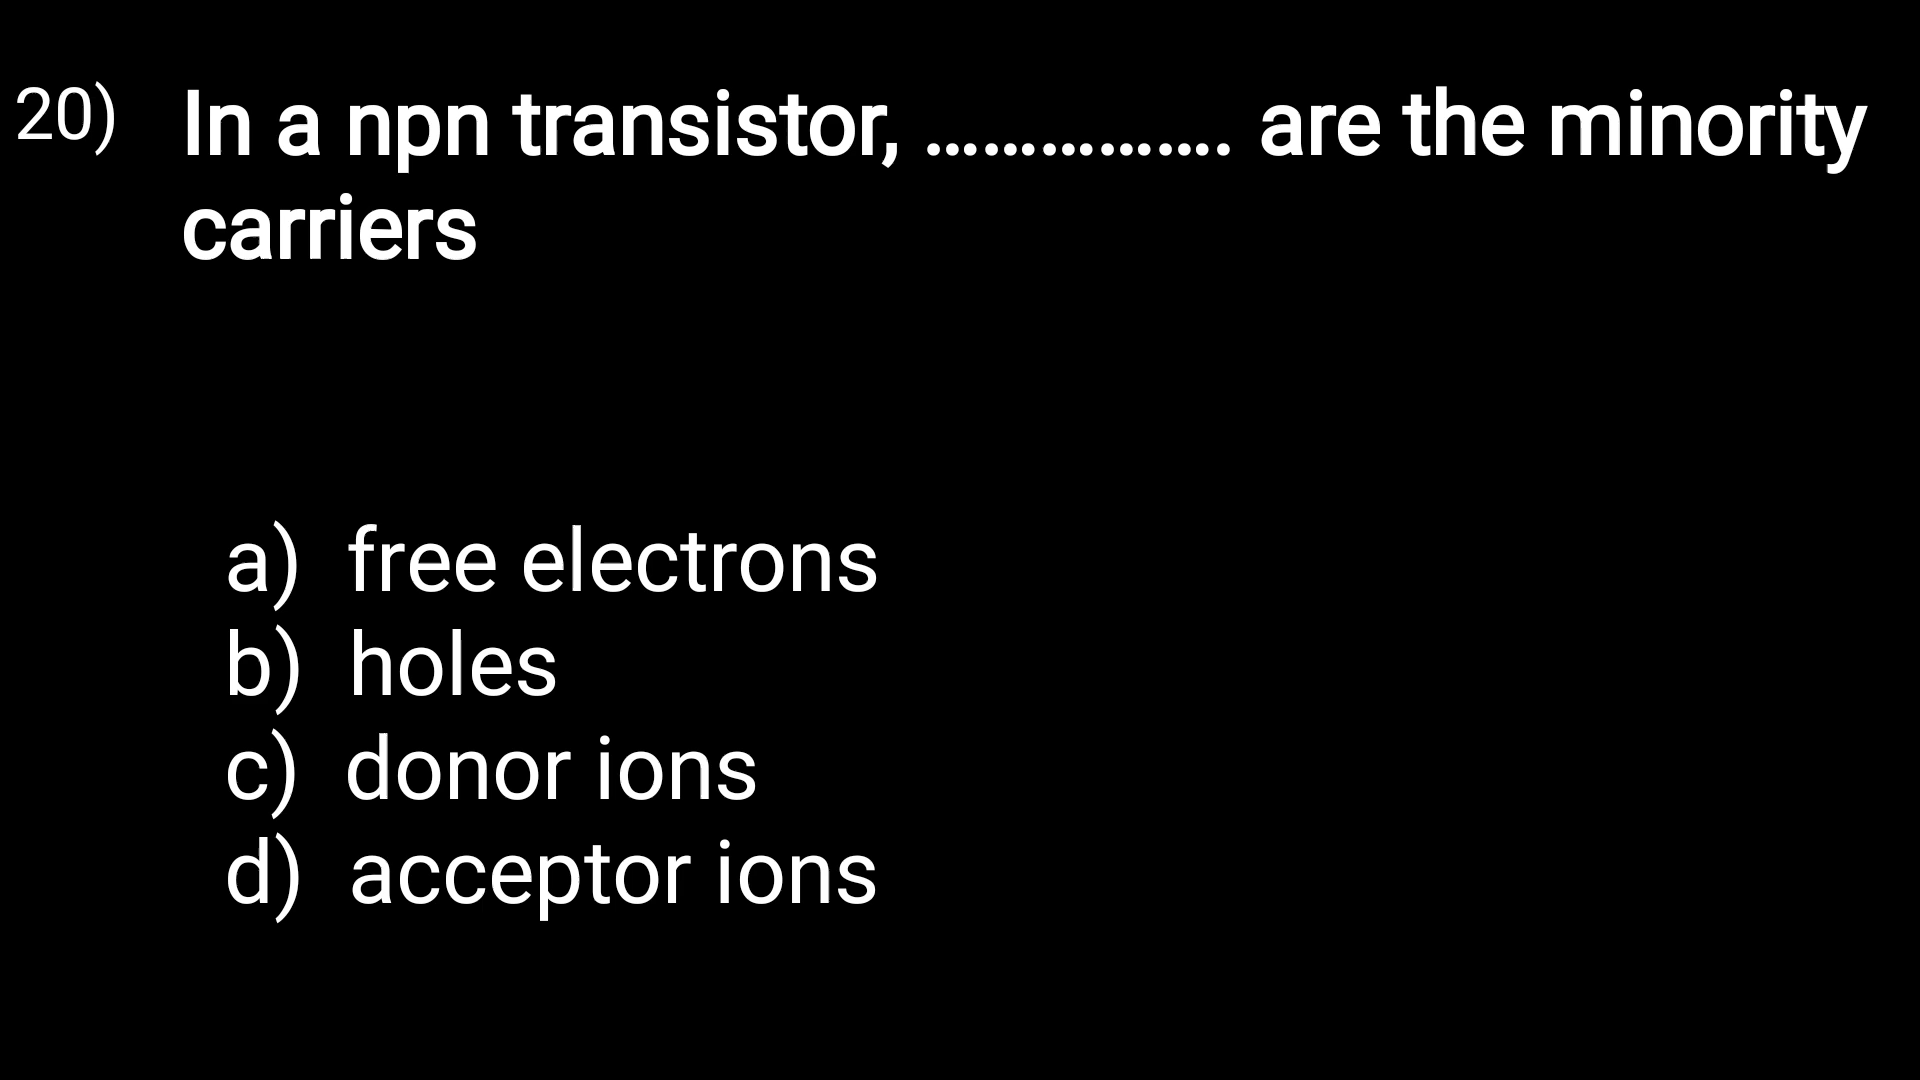 20) In a npn transistor, ................ are the minority
carriers
a) free electrons
b) holes
c) donor ions
d) acceptor ions